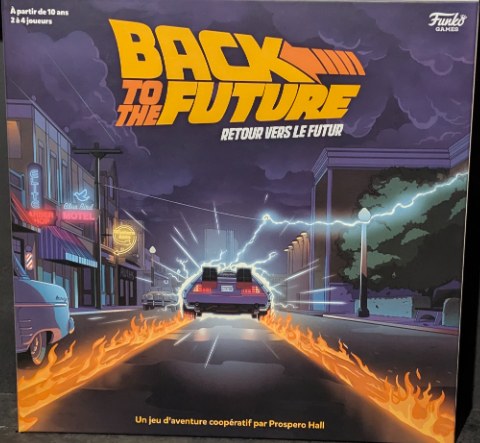 À partir de 10 ans
2 à 4 joueurs
Funko
GAMES
BACK
TO
THE FUTURE
RETOUR VERS LE FUTUR
MOTEL
Un jeu d'aventure coopératif par Prospero Hall